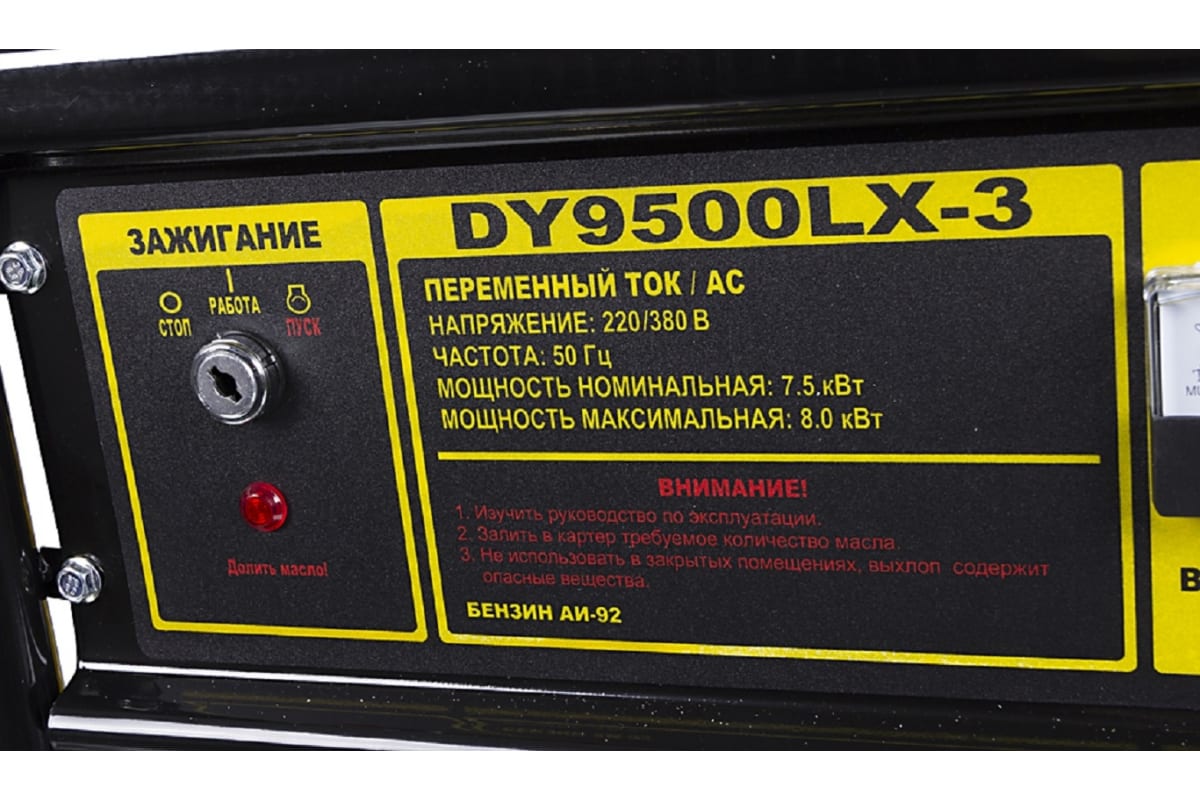 ЗАЖИГАНИЕ
СТОП
РАБОТА
ПУСК
Долить масло!
DY9500LX-3
ПЕРЕМЕННЫЙ ТОК / AC
НАПРЯЖЕНИЕ: 220/380 В
ЧАСТОТА: 50 Гц
МОЩНОСТЬ НОМИНАЛЬНАЯ: 7.5.кВт
МОЩНОСТЬ МАКСИМАЛЬНАЯ: 8.0 кВт
ВНИМАНИЕ!
1. Изучить руководство по эксплуатации.
2. Залить в картер требуемое количество масла.
3. Не использовать в закрытых помещениях, выхлоп содержит
опасные вещества.
БЕНЗИН АИ-92